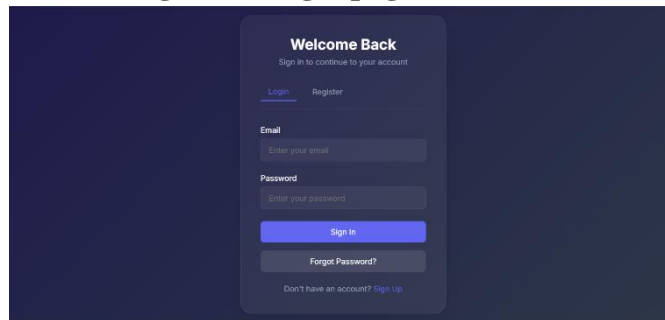 Welcome Back
Sign in to continue to your account
Login Register
Email
Enter your email
Password
Enter your password
Sign In
Forgot Password?
Don't have an account? Sign Up